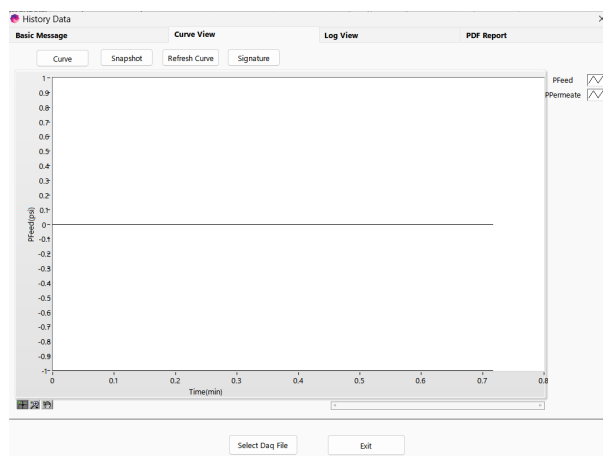 History Data
Basic Message Curve View Log View PDF Report
Curve Snapshot Refresh Curve Signature
PFeed
PPermeate
PFeed(psi)
1
0.9
0.8
0.7
0.6
0.5
0.4
0.3
0.2
0.1
0
-0.1
-0.2
-0.3
-0.4
-0.5
-0.6
-0.7
-0.8
-0.9
-1
0 0.1 0.2 0.3 0.4 0.5 0.6 0.7 0.8
Time(min)
Select Daq File Exit